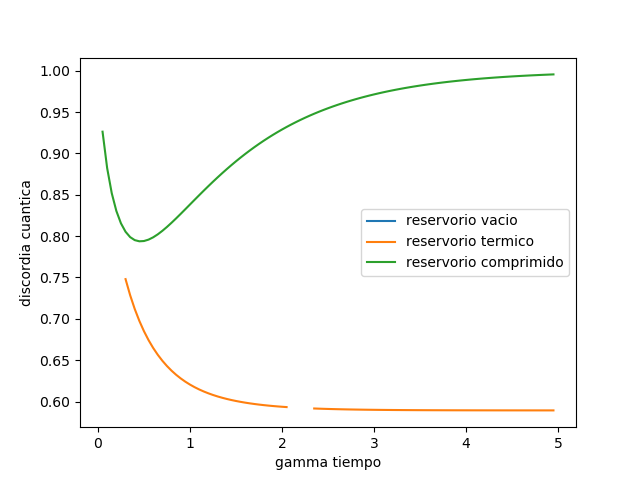 1.00
0.95
0.90
0.85
0.80
0.75
0.70
0.65
0.60
discordia cuantica
reservorio vacio
reservorio termico
reservorio comprimido
0 1 2 3 4 5
gamma tiempo